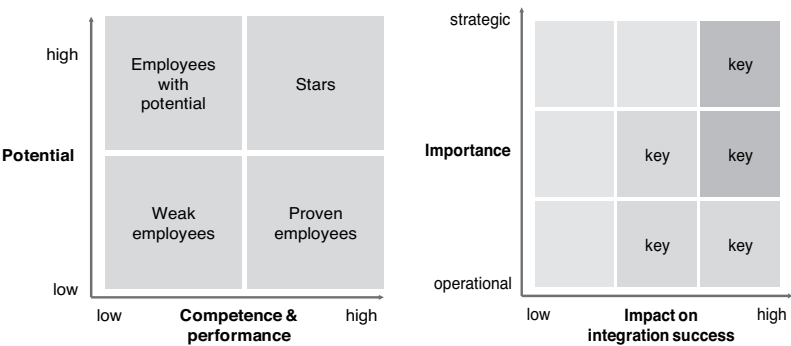 high
Potential
low
Employees
with
potential
Stars
Weak
employees
Proven
employees
low
Competence &
performance
high
strategic
Importance
operational
key
key
key
key
key
low
Impact on
integration success
high